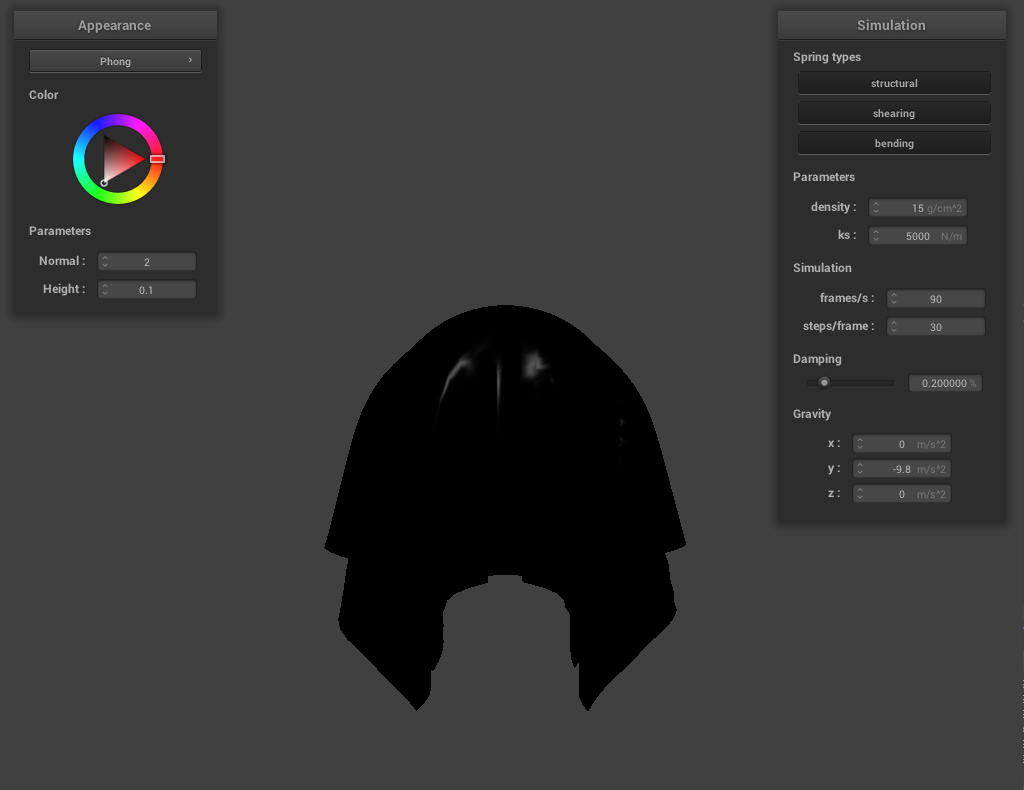 Appearance
Phong ›
Color
Parameters
Normal : 2
Height : 0.1
Simulation
Spring types
structural
shearing
bending
Parameters
density : 15 g/cm^2
ks : 5000 N/m
Simulation
frames/s : 90
steps/frame : 30
Damping
0.200000 %
Gravity
x : 0 m/s^2
y : -9.8 m/s^2
z : 0 m/s^2